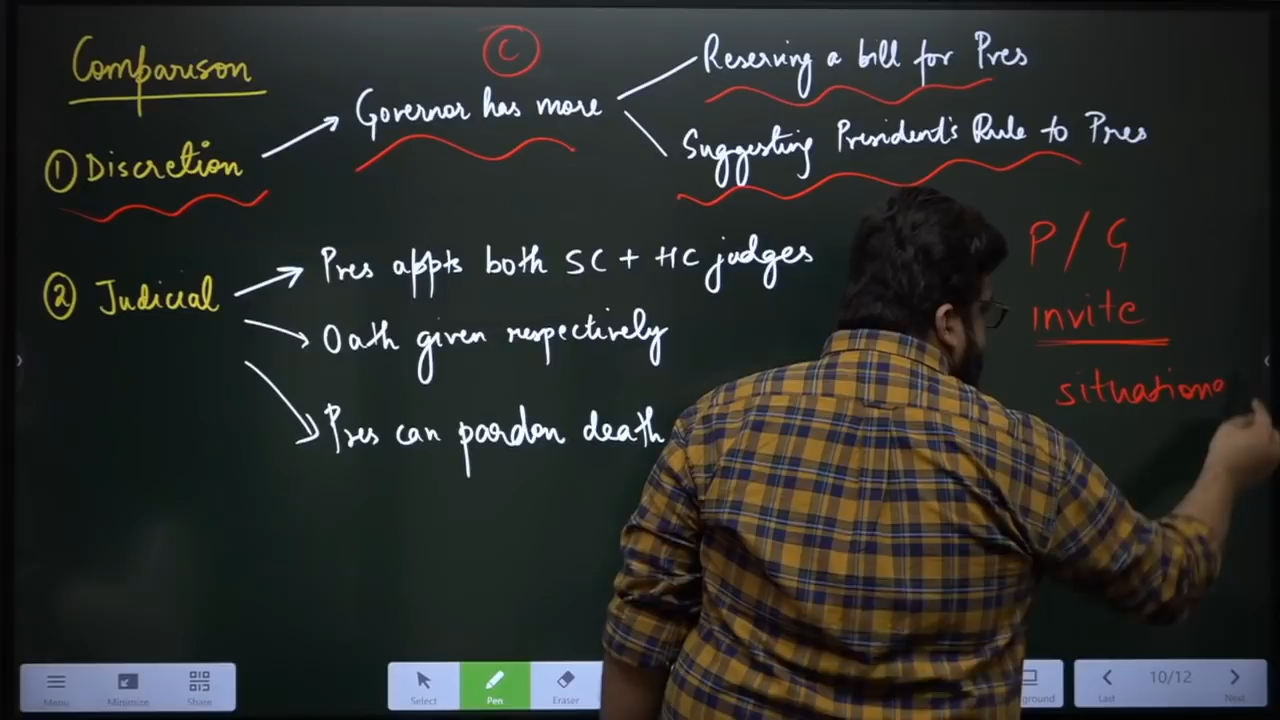 Comparison
C
① Discretion
Governor has more
Reserving a bill for Pres
Suggesting President's Rule to Pres
② Judicial
Pres appts both SC + HC judges
Oath given respectively
Pres can pardon death
P / G
invite
Menu
Minimize
Share
Select
Pen
Eraser
Last
10/12
Next